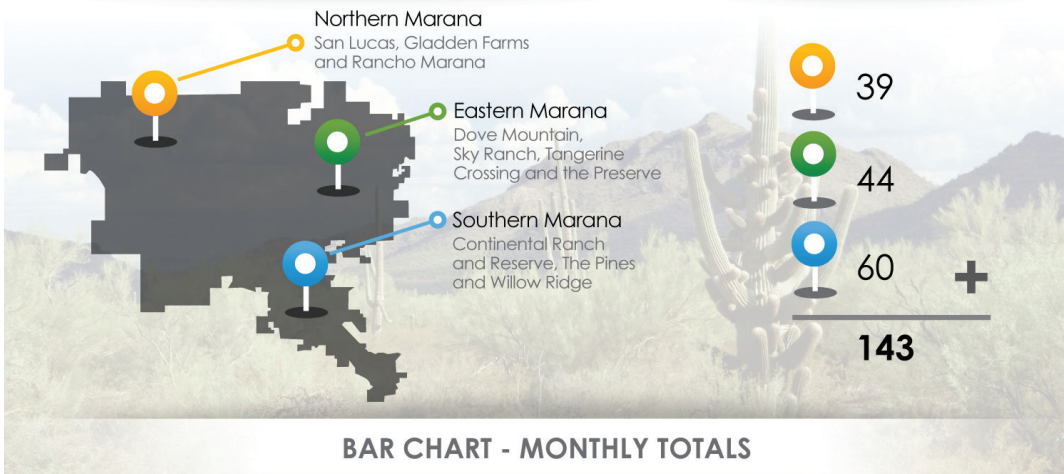 Northern Marana
San Lucas, Gladden Farms
and Rancho Marana
Eastern Marana
Dove Mountain,
Sky Ranch, Tangerine
Crossing and the Preserve
Southern Marana
Continental Ranch
and Reserve, The Pines
and Willow Ridge
39
44
60 +
143
BAR CHART - MONTHLY TOTALS